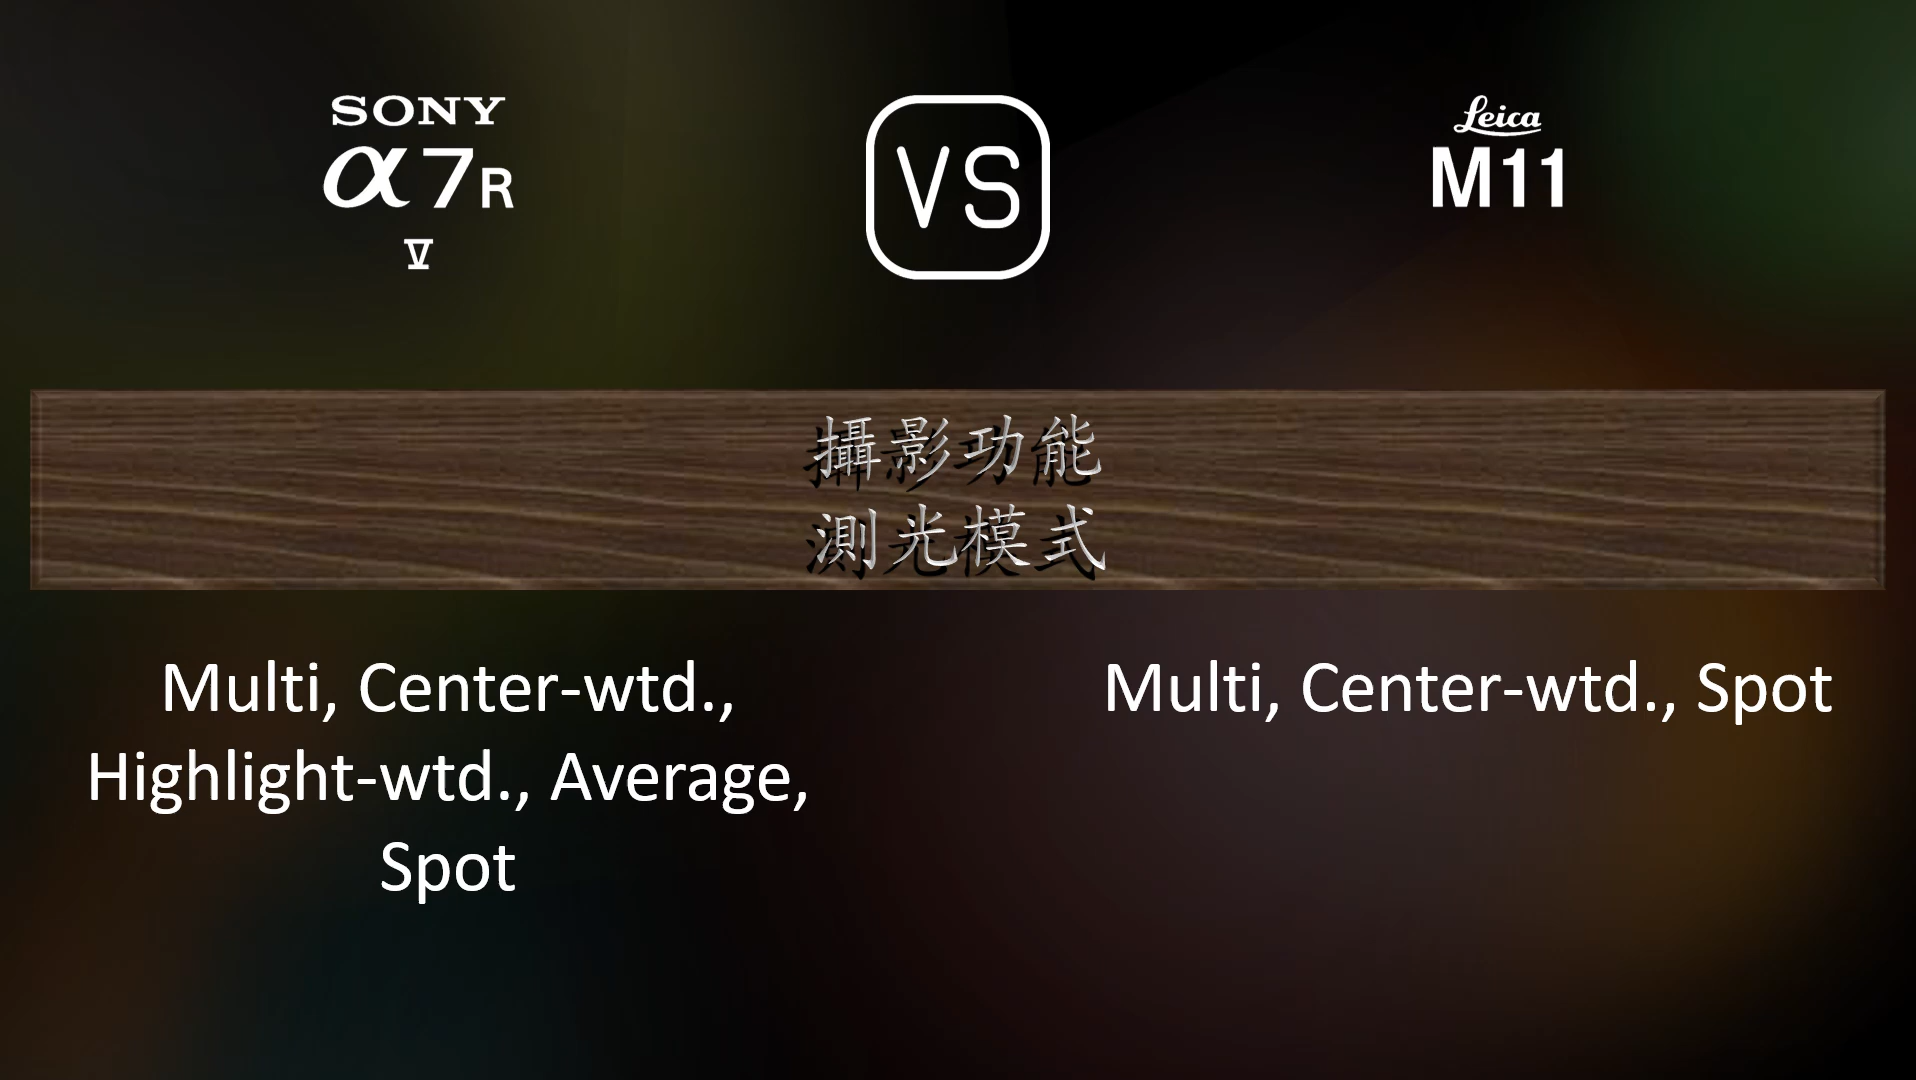 SONY
α7R
V
VS
Leica
M11
攝影功能
測光模式
Multi, Center-wtd.,
Highlight-wtd., Average,
Spot
Multi, Center-wtd., Spot